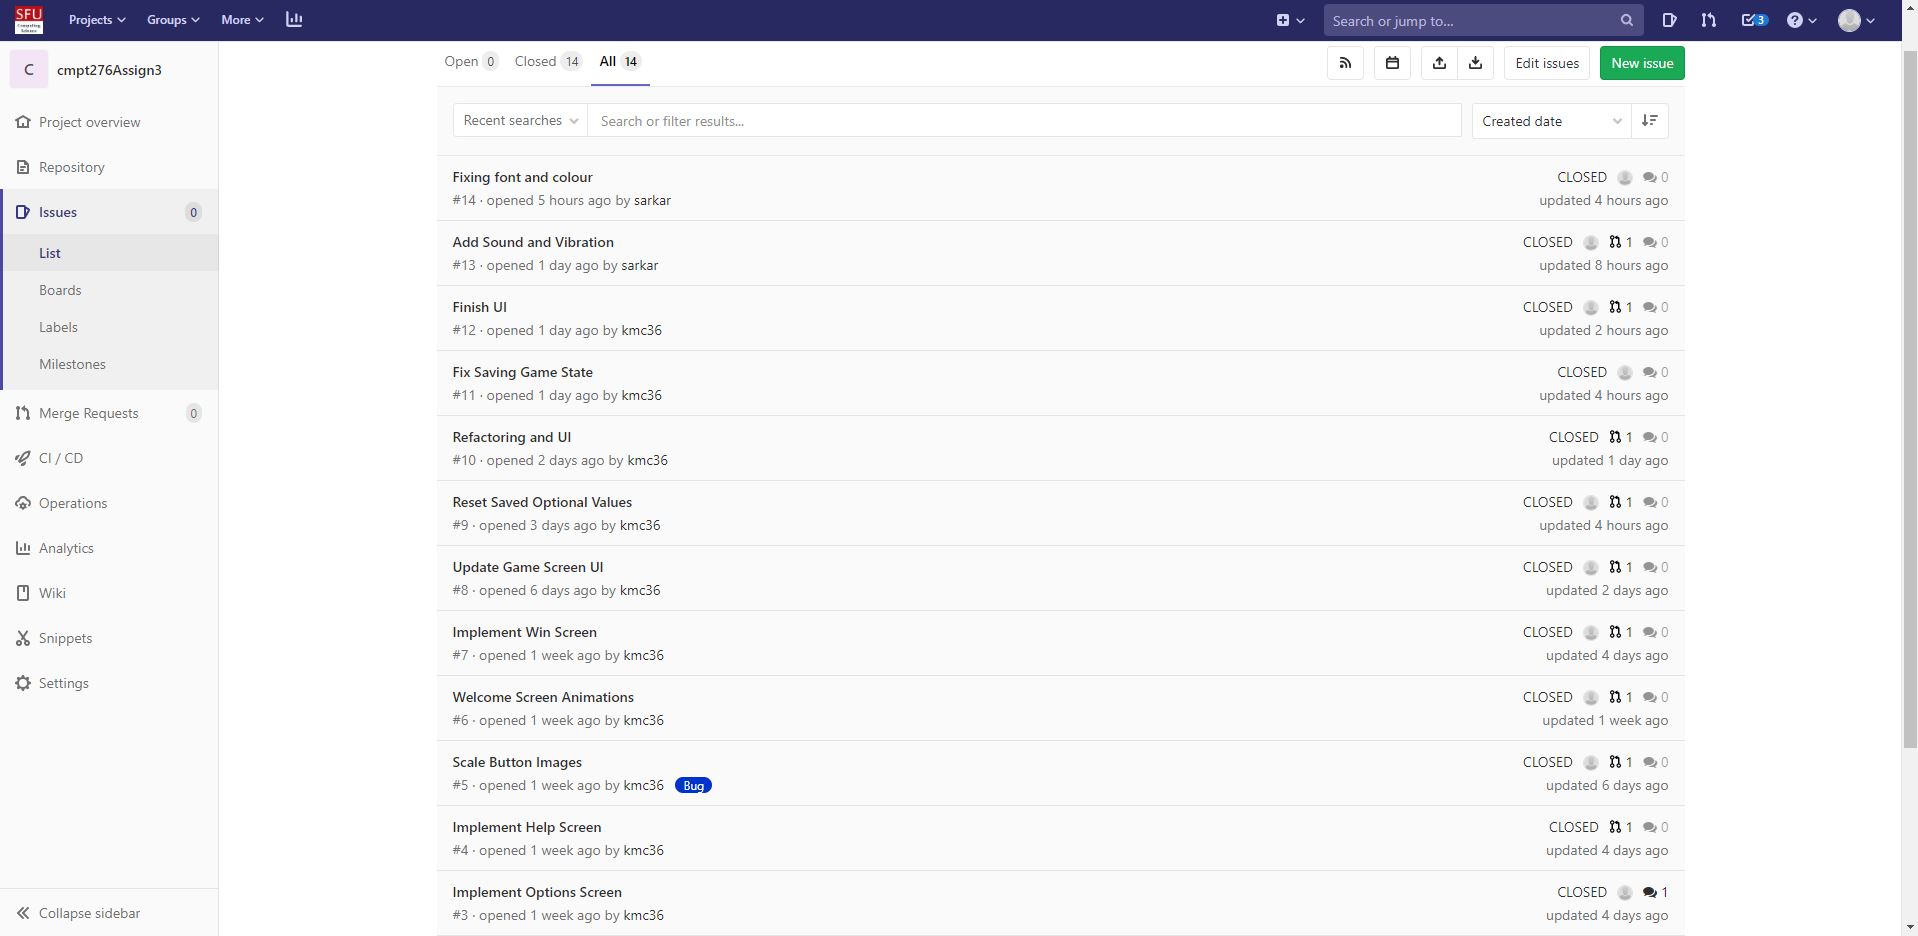 SFU
Computing
Science
Projects
Groups
More
Search or jump to...
3
C
cmpt276Assign3
Project overview
Repository
Issues 0
List
Boards
Labels
Milestones
Merge Requests 0
CI / CD
Operations
Analytics
Wiki
Snippets
Settings
Collapse sidebar
Open 0 Closed 14 All 14
Edit issues
New issue
Recent searches
Search or filter results...
Created date
Fixing font and colour CLOSED 0
#14 · opened 5 hours ago by sarkar updated 4 hours ago
Add Sound and Vibration CLOSED 1 0
#13 · opened 1 day ago by sarkar updated 8 hours ago
Finish UI CLOSED 1 0
#12 · opened 1 day ago by kmc36 updated 2 hours ago
Fix Saving Game State CLOSED 0
#11 · opened 1 day ago by kmc36 updated 4 hours ago
Refactoring and UI CLOSED 1 0
#10 · opened 2 days ago by kmc36 updated 1 day ago
Reset Saved Optional Values CLOSED 1 0
#9 · opened 3 days ago by kmc36 updated 4 hours ago
Update Game Screen UI CLOSED 1 0
#8 · opened 6 days ago by kmc36 updated 2 days ago
Implement Win Screen CLOSED 1 0
#7 · opened 1 week ago by kmc36 updated 4 days ago
Welcome Screen Animations CLOSED 1 0
#6 · opened 1 week ago by kmc36 updated 1 week ago
Scale Button Images CLOSED 1 0
#5 · opened 1 week ago by kmc36 Bug updated 6 days ago
Implement Help Screen CLOSED 1 0
#4 · opened 1 week ago by kmc36 updated 4 days ago
Implement Options Screen CLOSED 1
#3 · opened 1 week ago by kmc36 updated 4 days ago